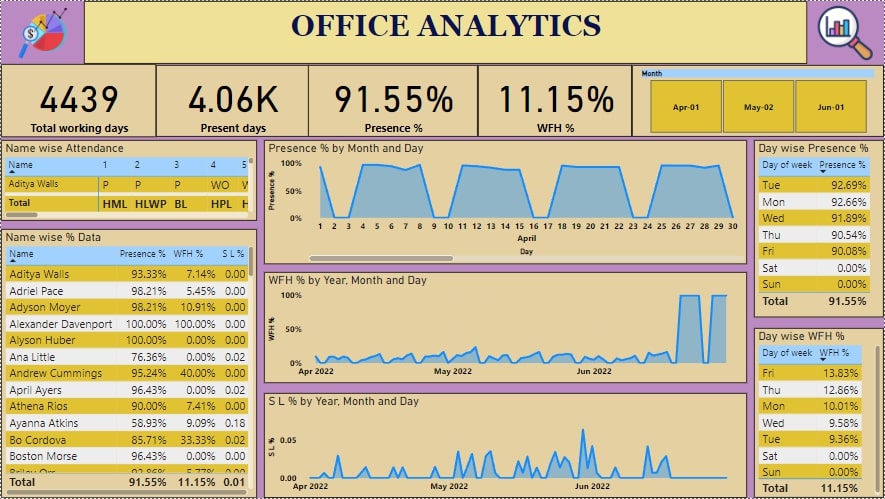 OFFICE ANALYTICS
4439
Total working days
4.06K
Present days
91.55%
Presence %
11.15%
WFH %
Month
Apr-01 May-02 Jun-01
Name wise Attendance
Name 1 2 3 4 5
Aditya Walls P P P WO
Total HML HLWP BL HPL
Name wise % Data
Name Presence % WFH % S L %
Aditya Walls 93.33% 7.14% 0.00
Adriel Pace 98.21% 5.45% 0.00
Adyson Moyer 98.21% 10.91% 0.00
Alexander Davenport 100.00% 100.00% 0.00
Alyson Huber 100.00% 0.00% 0.00
Ana Little 76.36% 0.00% 0.02
Andrew Cummings 95.24% 40.00% 0.00
April Ayers 96.43% 0.00% 0.02
Athena Rios 90.00% 7.41% 0.00
Ayanna Atkins 58.93% 9.09% 0.18
Bo Cordova 85.71% 33.33% 0.02
Boston Morse 96.43% 0.00% 0.00
Total 91.55% 11.15% 0.01
Presence % by Month and Day
Presence %
100%
50%
0%
1 2 3 4 5 6 7 8 9 10 11 12 13 14 15 16 17 18 19 20 21 22 23 24 25 26 27 28 29 30
April
Day
WFH % by Year, Month and Day
WFH %
100%
50%
0%
Apr 2022 May 2022 Jun 2022
S L % by Year, Month and Day
S L %
0.05
0.00
Apr 2022 May 2022 Jun 2022
Day wise Presence %
Day of week Presence %
Tue 92.69%
Mon 92.66%
Wed 91.89%
Thu 90.54%
Fri 90.08%
Sat 0.00%
Sun 0.00%
Total 91.55%
Day wise WFH %
Day of week WFH %
Fri 13.83%
Thu 12.86%
Mon 10.01%
Wed 9.58%
Tue 9.36%
Sat 0.00%
Sun 0.00%
Total 11.15%